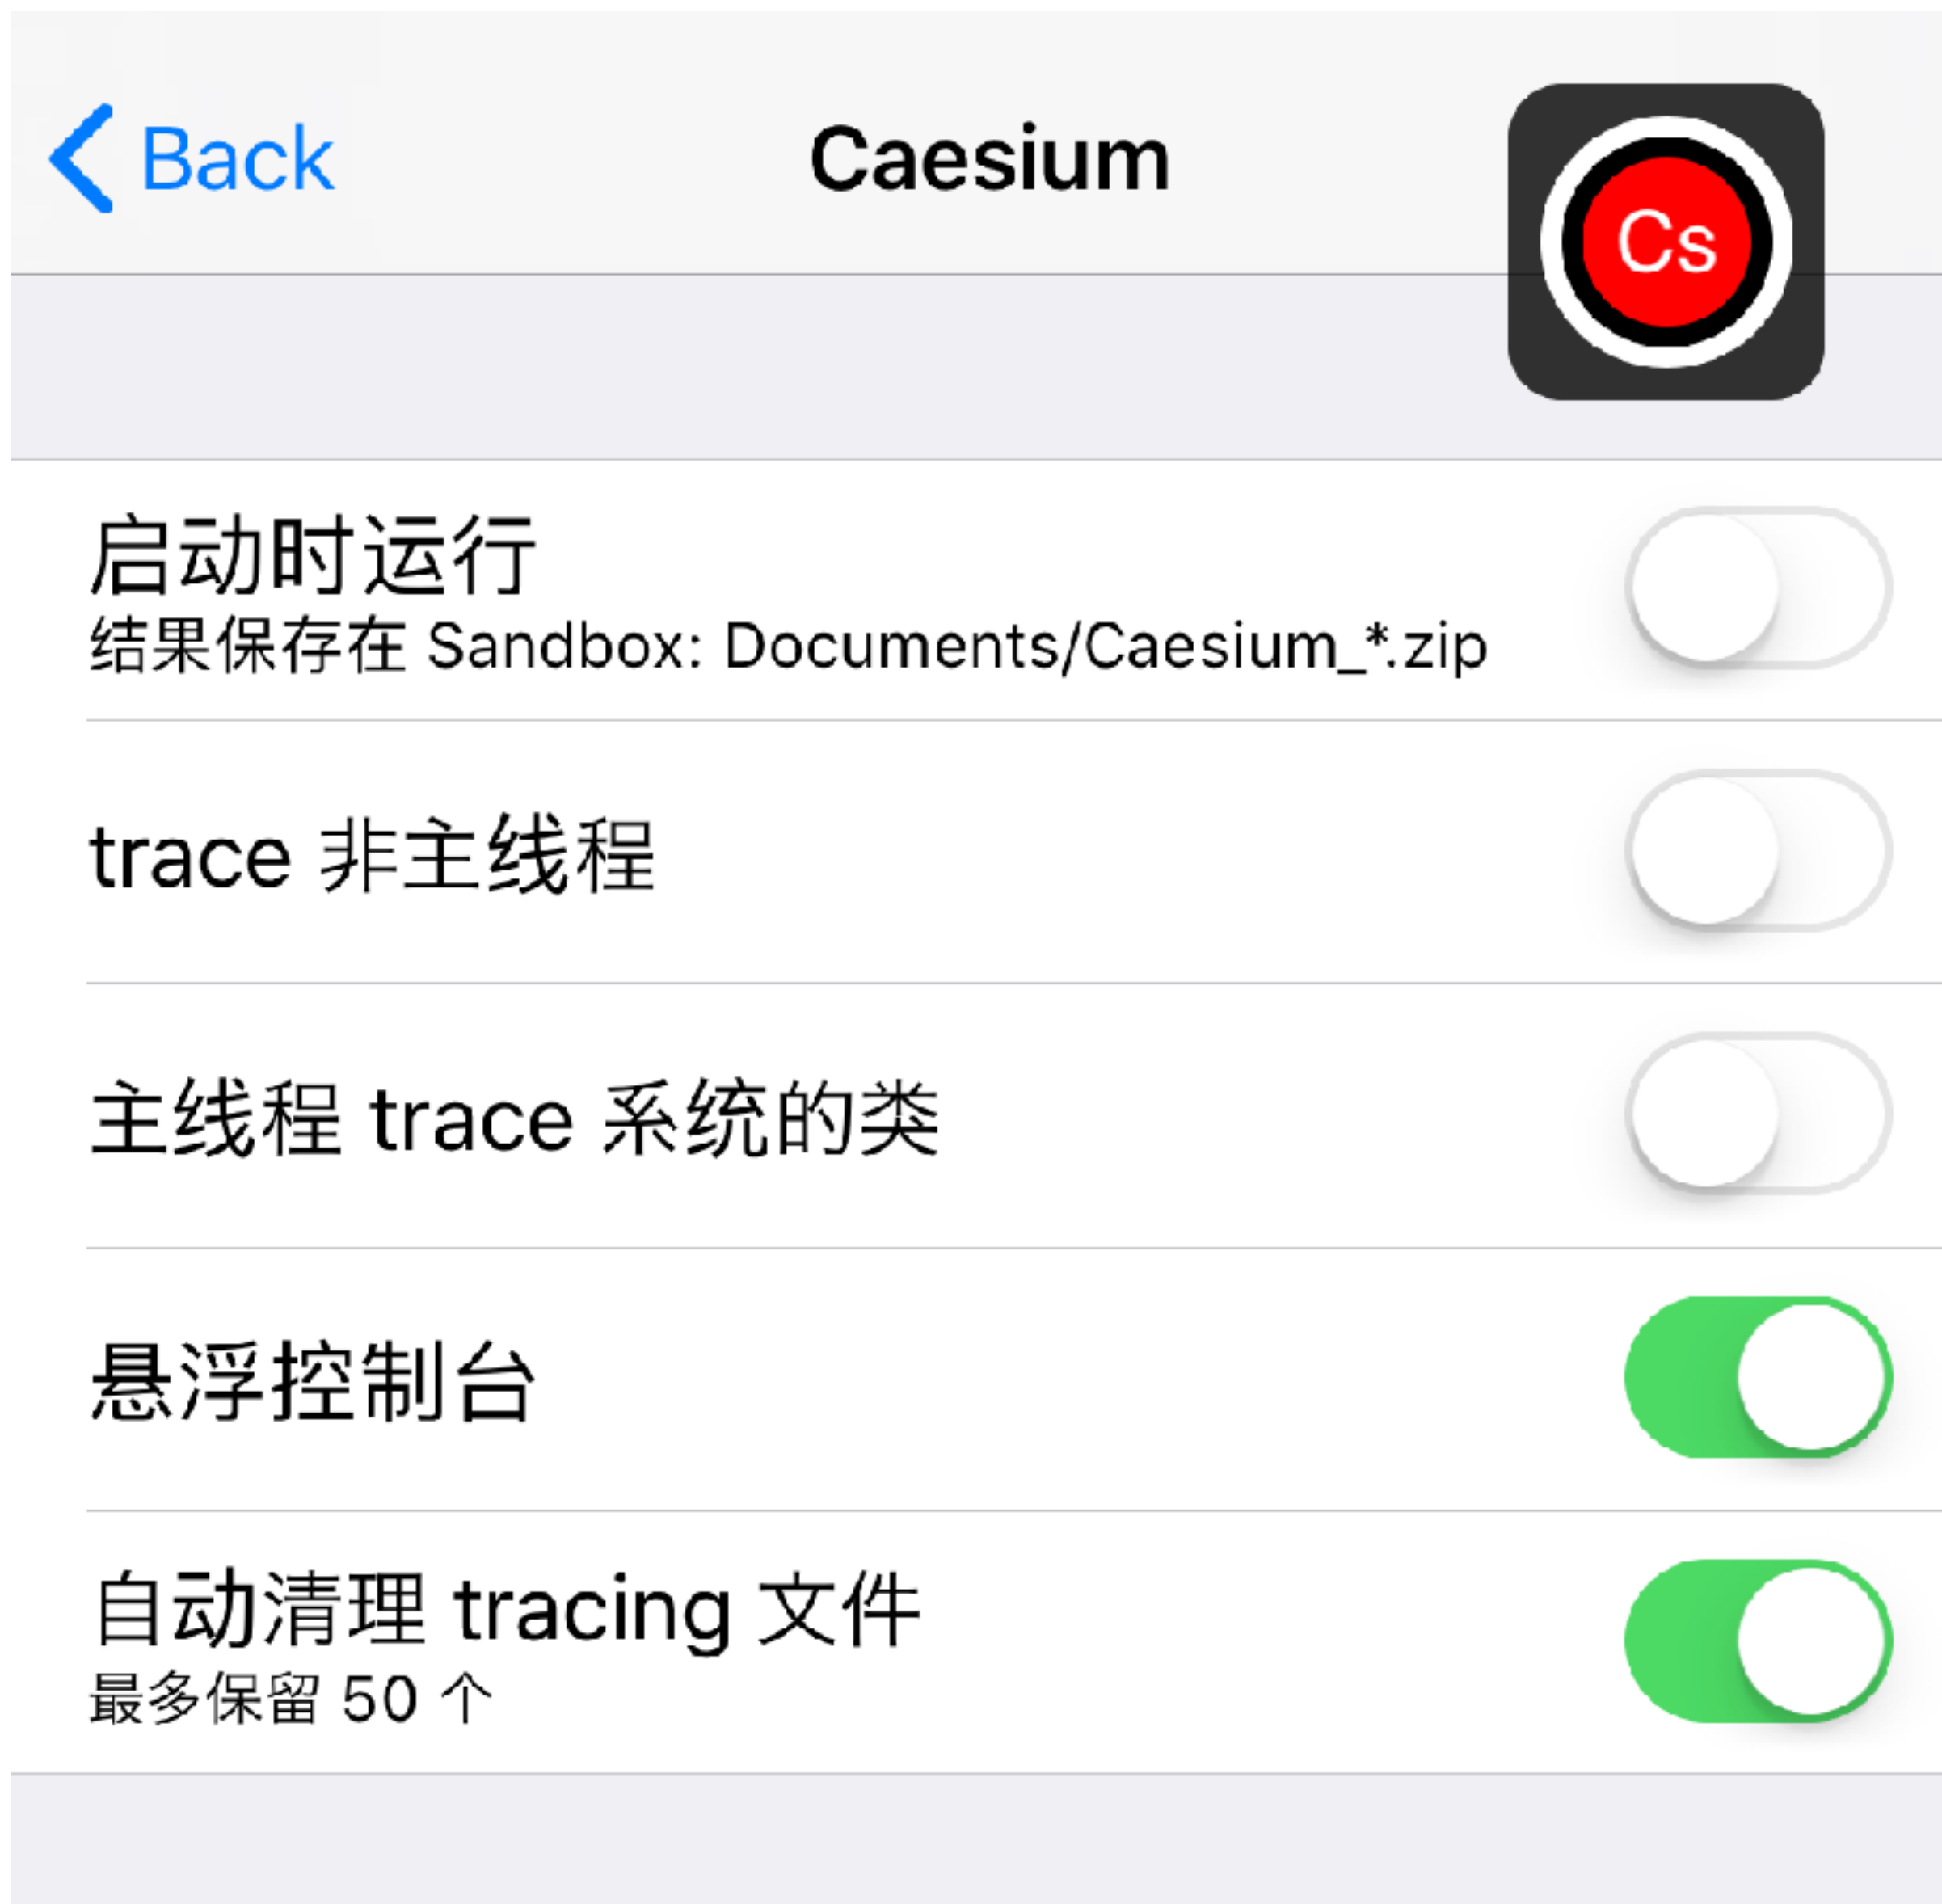 Back
Caesium
Cs
启动时运行
结果保存在 Sandbox: Documents/Caesium_*.zip
trace 非主线程
主线程 trace 系统的类
悬浮控制台
自动清理 tracing 文件
最多保留 50 个